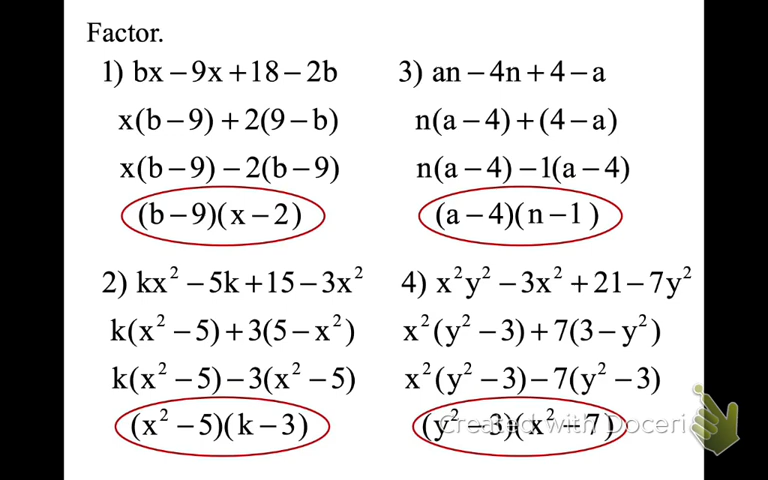 Factor.
1) bx − 9x + 18 − 2b
x(b − 9) + 2(9 − b)
x(b − 9) − 2(b − 9)
(b − 9)(x − 2)
2) kx² − 5k + 15 − 3x²
k(x² − 5) + 3(5 − x²)
k(x² − 5) − 3(x² − 5)
(x² − 5)(k − 3)
3) an − 4n + 4 − a
n(a − 4) + (4 − a)
n(a − 4) − 1(a − 4)
(a − 4)(n − 1)
4) x²y² − 3x² + 21 − 7y²
x²(y² − 3) + 7(3 − y²)
x²(y² − 3) − 7(y² − 3)
(y² − 3)(x² − 7)
Created with Doceri